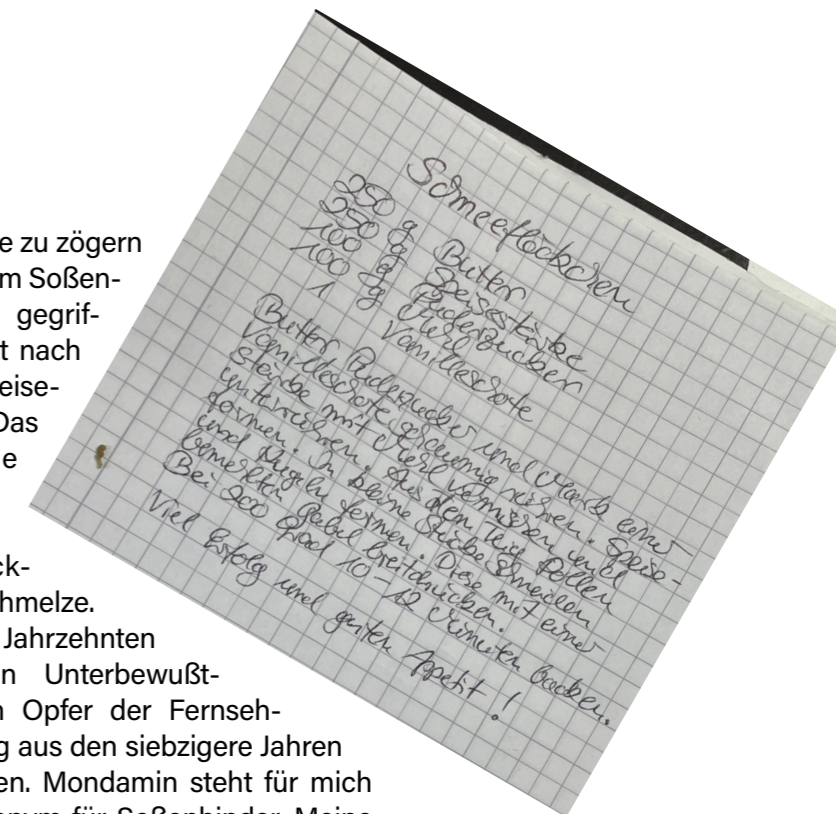 e zu zögern
m Soßen-
gegrif-
t nach
eise-
Das
e
ck-
hmelze.
Jahrzehnten
n Unterbewußt-
n Opfer der Fernseh-
g aus den siebzigere Jahren
en. Mondamin steht für mich
onym für Soßenbinder. Meine
Schneeflöckchen
250 g Butter
250 g Speisestärke
100 g Puderzucker
100 g Mehl
1 Vanilleschote
Butter Puderzucker und Mark einer
Vanilleschote schaumig rühren. Speise-
stärke mit Mehl vermischen und
unterrühren. Aus dem Teig Rollen
formen. In kleine Stücke schneiden
und Kugeln formen. Diese mit einer
bemehlten Gabel breitdrücken.
Bei 200 Grad 10-12 Minuten backen.
Viel Erfolg und guten Appetit!